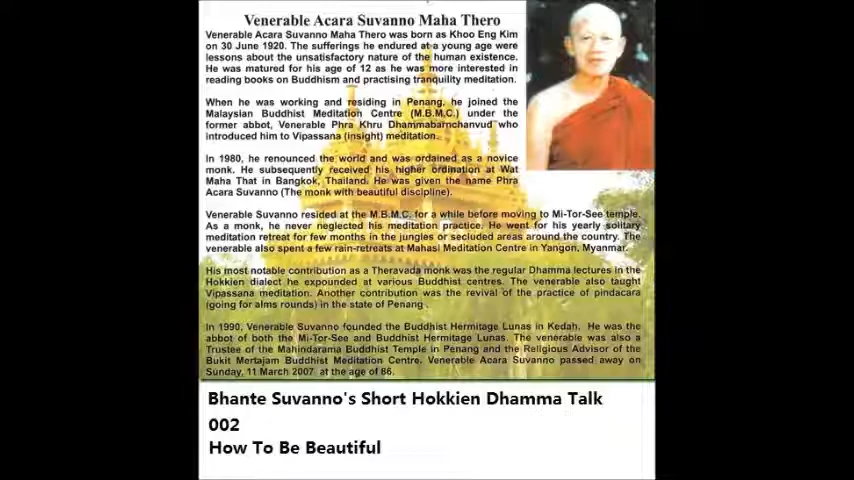 Venerable Acara Suvanno Maha Thero
Venerable Acara Suvanno Maha Thero was born as Khoo Eng Kim
on 30 June 1920. The sufferings he endured at a young age were
lessons about the unsatisfactory nature of the human existence.
He was matured for his age of 12 as he was more interested in
reading books on Buddhism and practising tranquility meditation.
When he was working and residing in Penang, he joined the
Malaysian Buddhist Meditation Centre (M.B.M.C.) under the
former abbot, Venerable Phra Khru Dhammabarnchanvud who
introduced him to Vipassana (insight) meditation.
In 1980, he renounced the world and was ordained as a novice
monk. He subsequently received his higher ordination at Wat
Maha That in Bangkok, Thailand. He was given the name Phra
Acara Suvanno (The monk with beautiful discipline).
Venerable Suvanno resided at the M.B.M.C. for a while before moving to Mi-Tor-See temple.
As a monk, he never neglected his meditation practice. He went for his yearly solitary
meditation retreat for few months in the jungles or secluded areas around the country. The
venerable also spent a few rain-retreats at Mahasi Meditation Centre in Yangon, Myanmar.
His most notable contribution as a Theravada monk was the regular Dhamma lectures in the
Hokkien dialect he expounded at various Buddhist centres. The venerable also taught
Vipassana meditation. Another contribution was the revival of the practice of pindacara
(going for alms rounds) in the state of Penang .
In 1990, Venerable Suvanno founded the Buddhist Hermitage Lunas in Kedah. He was the
abbot of both the Mi-Tor-See and Buddhist Hermitage Lunas. The venerable was also a
Trustee of the Mahindarama Buddhist Temple in Penang and the Religious Advisor of the
Bukit Mertajam Buddhist Meditation Centre. Venerable Acara Suvanno passed away on
Sunday, 11 March 2007 at the age of 86.
Bhante Suvanno's Short Hokkien Dhamma Talk
002
How To Be Beautiful